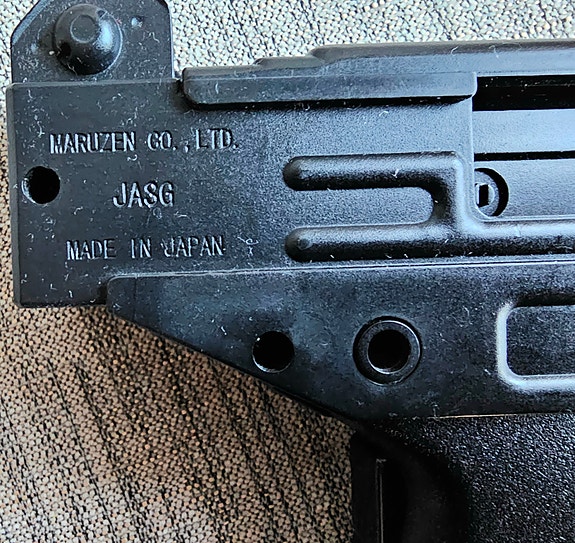 MARUZEN CO., LTD.
JASG
MADE IN JAPAN